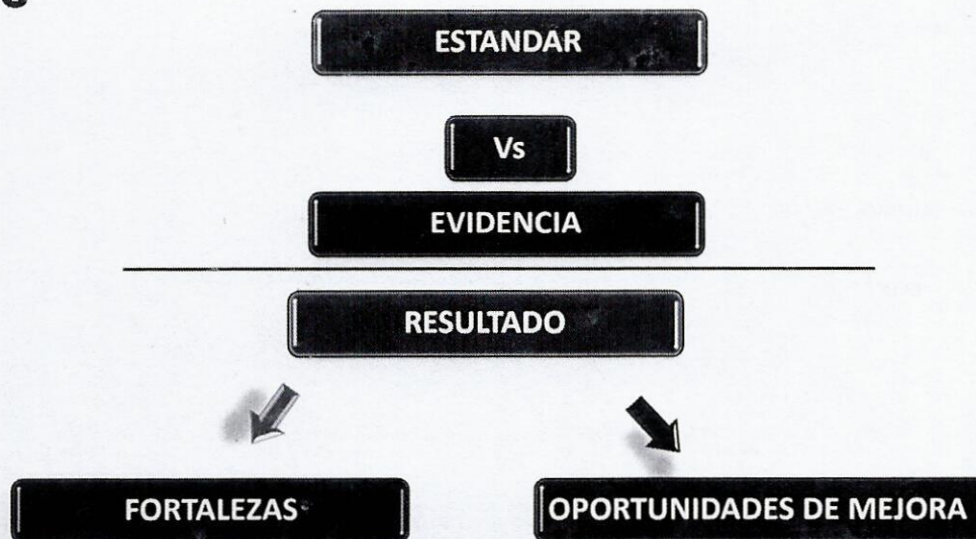 ESTANDAR
Vs
EVIDENCIA
RESULTADO
FORTALEZAS
OPORTUNIDADES DE MEJORA